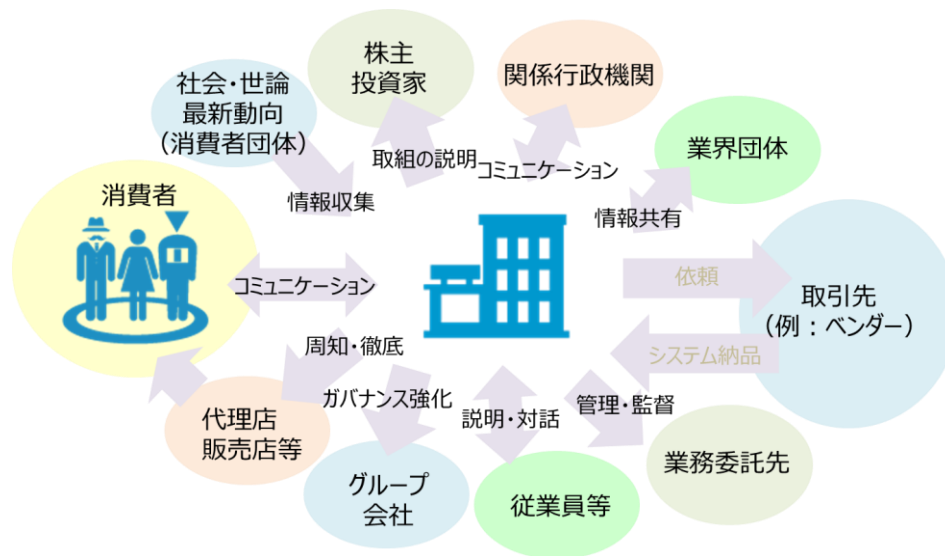 株主
投資家
関係行政機関
社会・世論
最新動向
（消費者団体）
業界団体
取組の説明
コミュニケーション
消費者
情報収集
情報共有
依頼
コミュニケーション
取引先
（例：ベンダー）
周知・徹底
システム納品
ガバナンス強化
説明・対話
管理・監督
代理店
販売店等
業務委託先
グループ
会社
従業員等